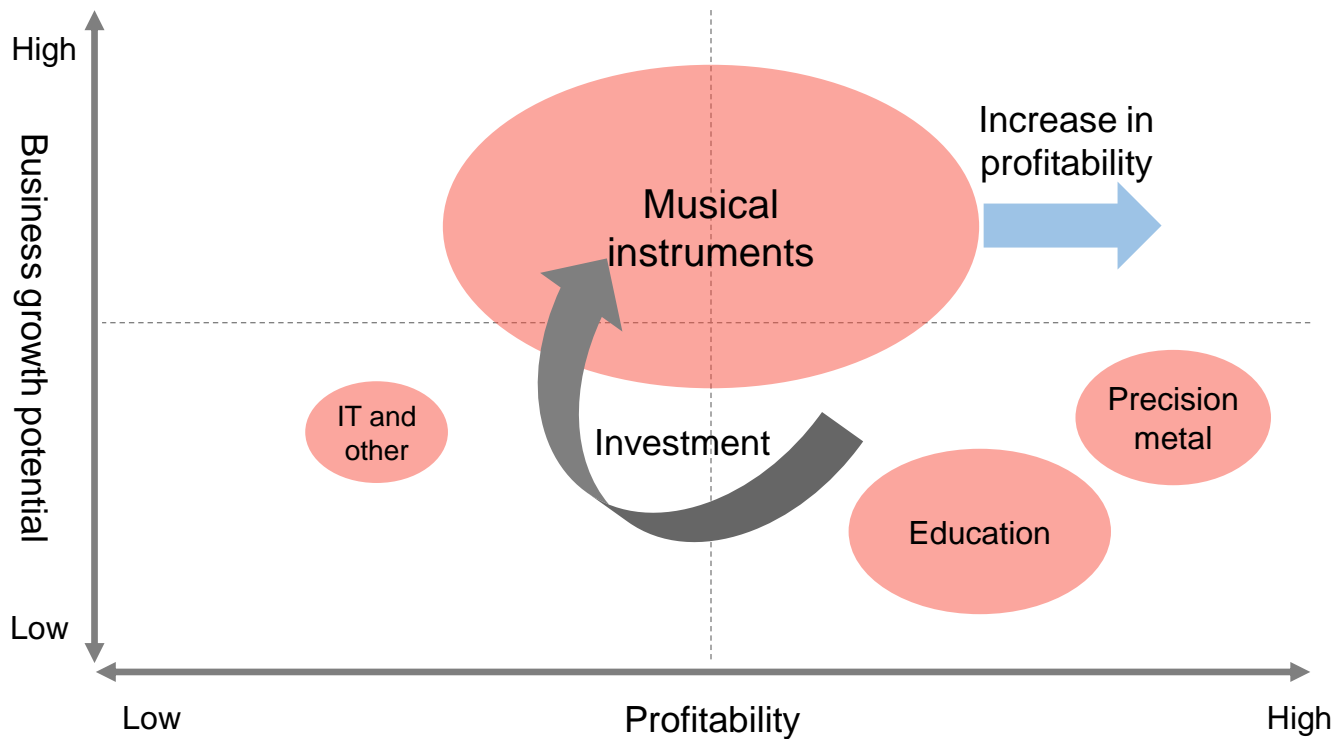 High
Business growth potential
Low
Increase in
profitability
Musical
instruments
IT and
other
Investment
Precision
metal
Education
Low
Profitability
High